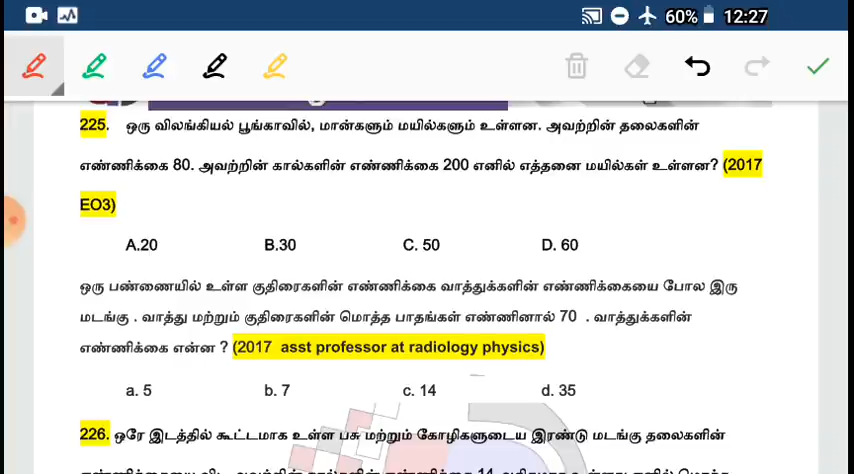 60% 12:27
225. ஒரு விலங்கியல் பூங்காவில், மான்களும் மயில்களும் உள்ளன. அவற்றின் தலைகளின்
எண்ணிக்கை 80. அவற்றின் கால்களின் எண்ணிக்கை 200 எனில் எத்தனை மயில்கள் உள்ளன? (2017
EO3)
A.20 B.30 C. 50 D. 60
ஒரு பண்ணையில் உள்ள குதிரைகளின் எண்ணிக்கை வாத்துக்களின் எண்ணிக்கையை போல இரு
மடங்கு . வாத்து மற்றும் குதிரைகளின் மொத்த பாதங்கள் எண்ணினால் 70 . வாத்துக்களின்
எண்ணிக்கை என்ன ? (2017 asst professor at radiology physics)
a. 5 b. 7 c. 14 d. 35
226. ஒரே இடத்தில் கூட்டமாக உள்ள பசு மற்றும் கோழிகளுடைய இரண்டு மடங்கு தலைகளின்